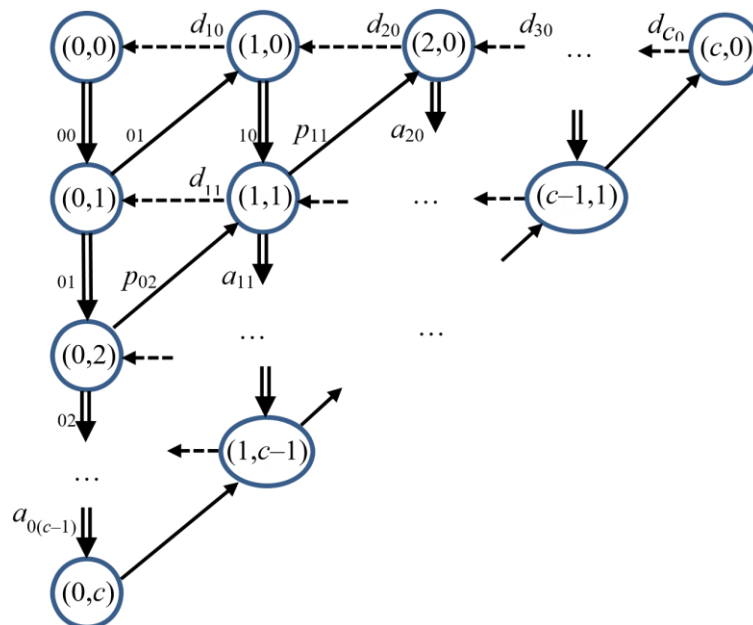 d10 d20 d30 dc0
(0,0) (1,0) (2,0) … (c,0)
00 01 10 p11 a20
d11
(0,1) (1,1) … (c–1,1)
01 p02 a11
(0,2) … …
02
(1,c–1)
…
a0(c–1)
(0,c)